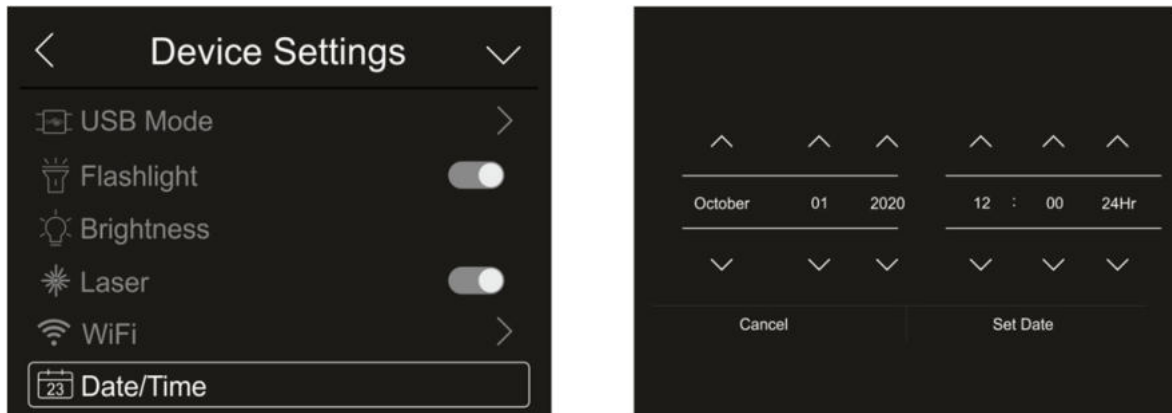 Device Settings
USB Mode
Flashlight
Brightness
Laser
WiFi
23 Date/Time
October 01 2020 12 : 00 24Hr
Cancel Set Date